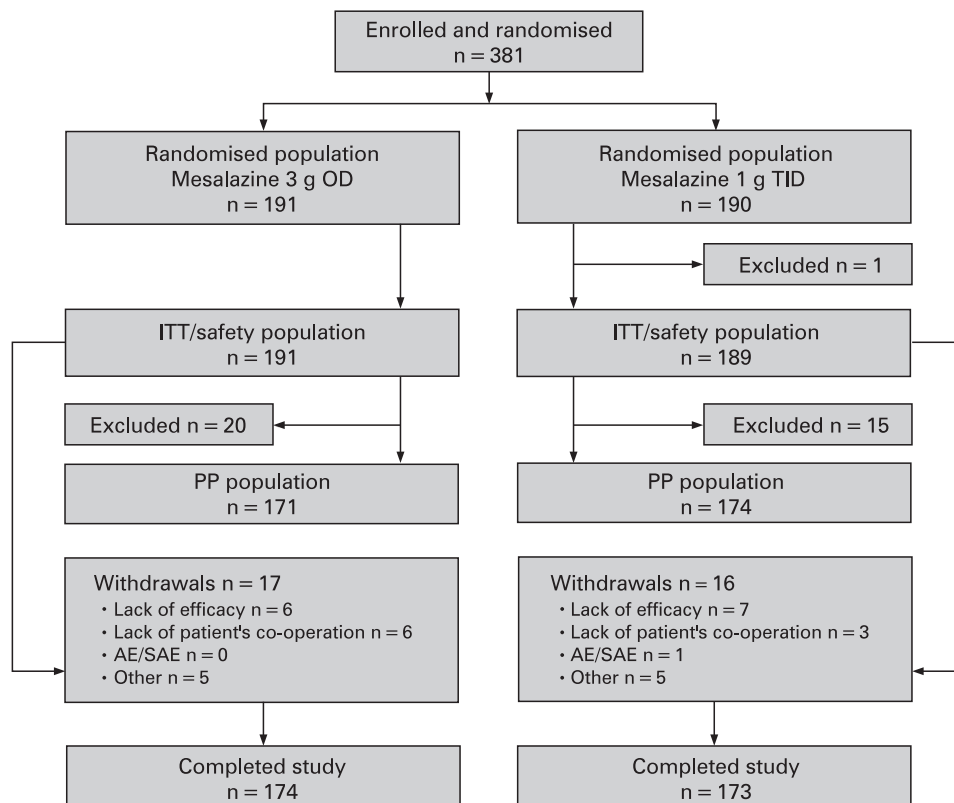 Enrolled and randomised
n = 381
Randomised population
Mesalazine 3 g OD
n = 191
Randomised population
Mesalazine 1 g TID
n = 190
Excluded n = 1
ITT/safety population
n = 191
ITT/safety population
n = 189
Excluded n = 20
Excluded n = 15
PP population
n = 171
PP population
n = 174
Withdrawals n = 17
· Lack of efficacy n = 6
· Lack of patient's co-operation n = 6
· AE/SAE n = 0
· Other n = 5
Withdrawals n = 16
· Lack of efficacy n = 7
· Lack of patient's co-operation n = 3
· AE/SAE n = 1
· Other n = 5
Completed study
n = 174
Completed study
n = 173